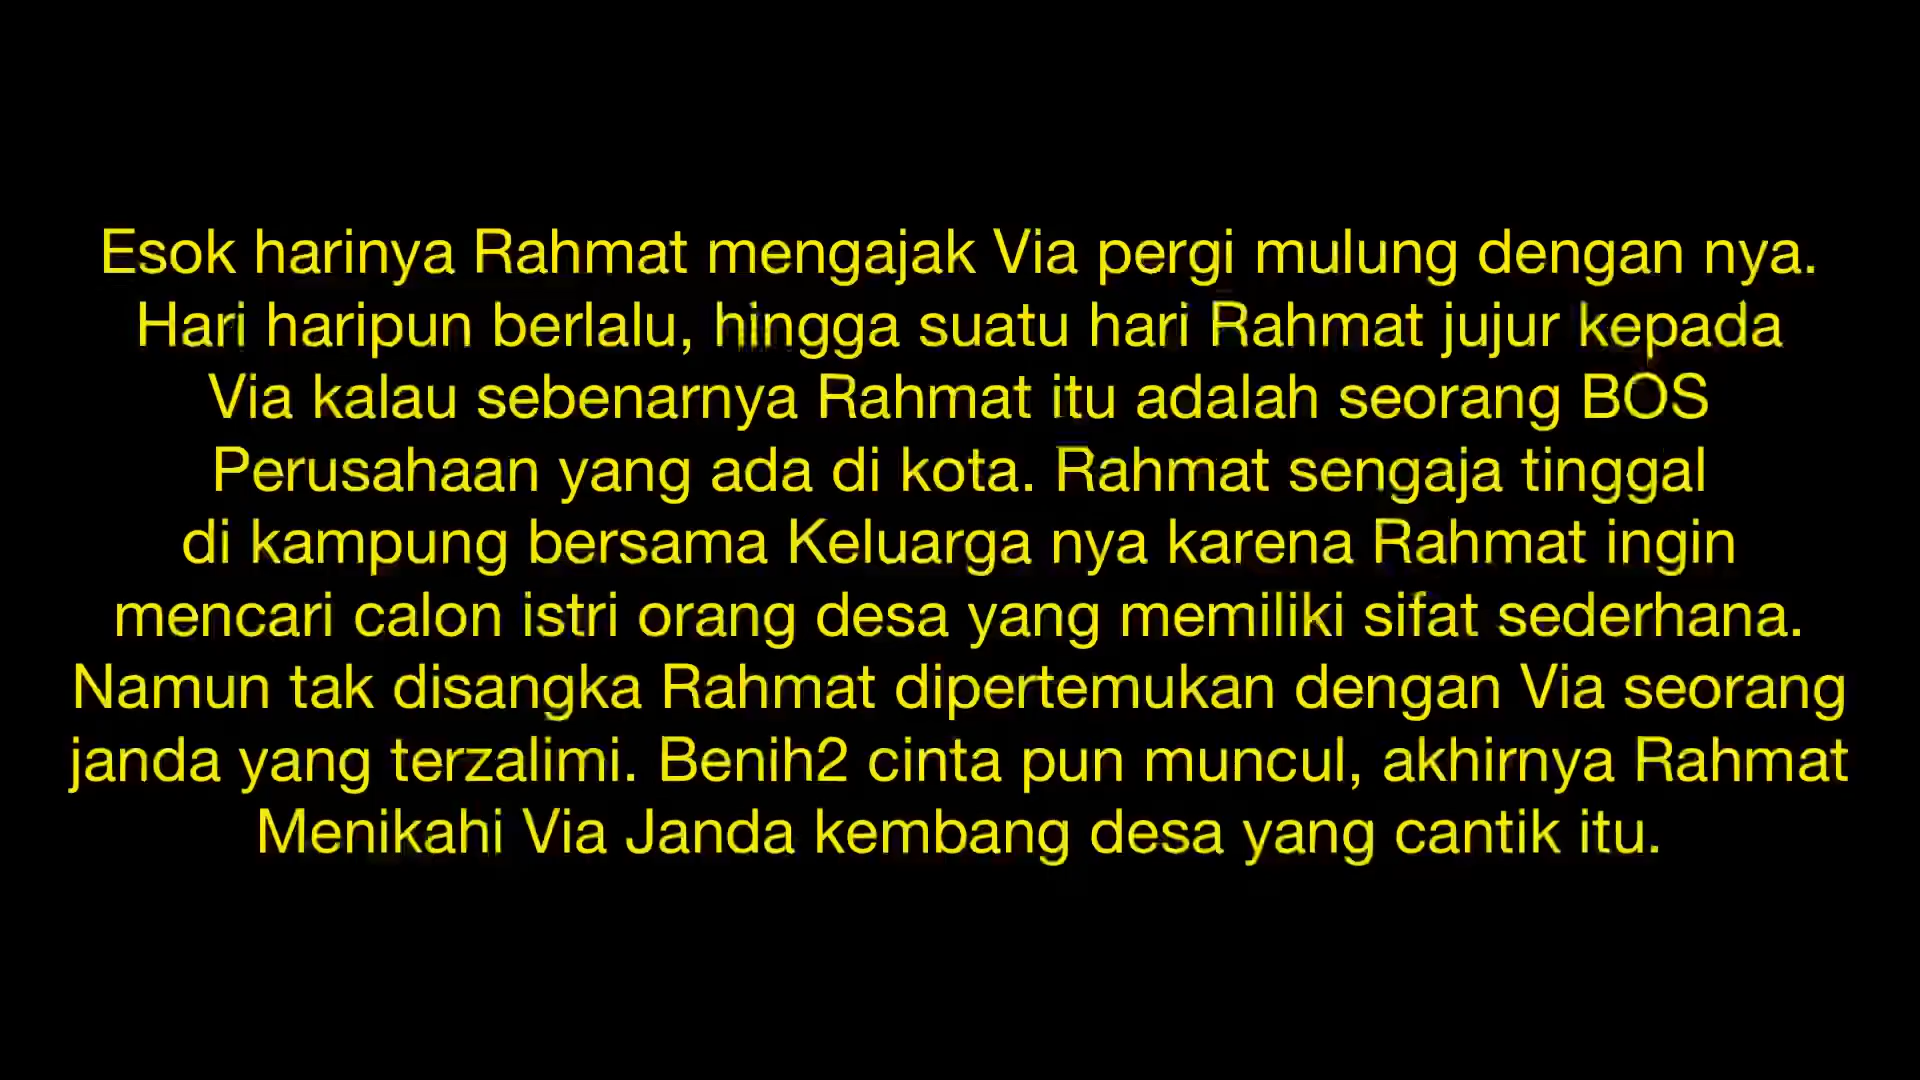 Esok harinya Rahmat mengajak Via pergi mulung dengan nya.
Hari haripun berlalu, hingga suatu hari Rahmat jujur kepada
Via kalau sebenarnya Rahmat itu adalah seorang BOS
Perusahaan yang ada di kota. Rahmat sengaja tinggal
di kampung bersama Keluarga nya karena Rahmat ingin
mencari calon istri orang desa yang memiliki sifat sederhana.
Namun tak disangka Rahmat dipertemukan dengan Via seorang
janda yang terzalimi. Benih2 cinta pun muncul, akhirnya Rahmat
Menikahi Via Janda kembang desa yang cantik itu.